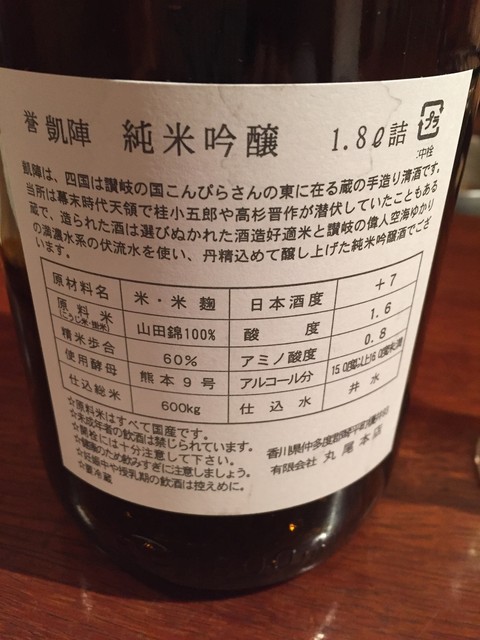 誉 凱陣 純米吟醸 1.8ℓ詰 プラ
:中栓
凱陣は、四国は讃岐の国こんぴらさんの東に在る蔵の手造り清酒です。
当所は幕末時代天領で桂小五郎や高杉晋作が潜伏していたこともある
蔵で、造られた酒は選びぬかれた酒造好適米と讃岐の偉人空海ゆかり
の満濃水系の伏流水を使い、丹精込めて醸し上げた純米吟醸酒でござ
います。
原材料名 米・米麹 日本酒度 +7
原料米 山田錦100% 酸度 1.6
精米歩合 60% アミノ酸度 0.8
使用酵母 熊本9号 アルコール分
仕込総米 600kg 仕込水 井水
☆原料米はすべて国産です。
☆未成年者の飲酒は禁じられています。
☆開栓には十分注意して下さい。
☆健康のため飲みすぎに注意しましょう。
☆妊娠中や授乳期の飲酒は控えめに。
☆要冷蔵
香川県仲多度郡琴平町榎井
有限会社 丸尾本店